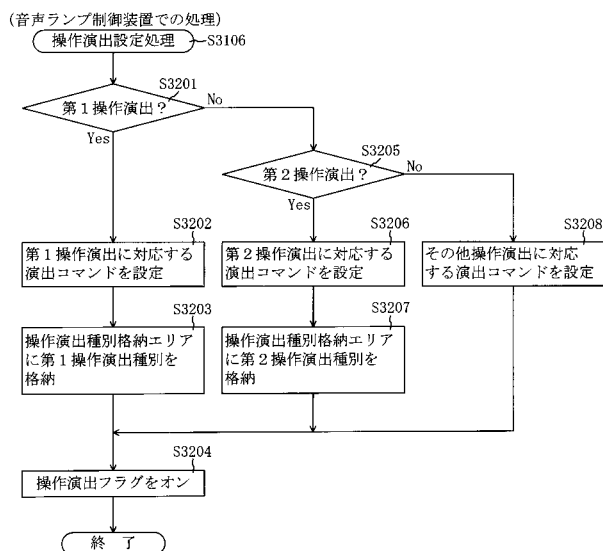 (音声ランプ制御装置での処理)
操作演出設定処理
S3106
S3201
第1操作演出？
No
Yes
S3205
第2操作演出？
No
Yes
S3202
第1操作演出に対応する
演出コマンドを設定
S3206
第2操作演出に対応する
演出コマンドを設定
S3208
その他操作演出に対応
する演出コマンドを設定
S3203
操作演出種別格納エリア
に第1操作演出種別を
格納
S3207
操作演出種別格納エリア
に第2操作演出種別を
格納
S3204
操作演出フラグをオン
終 了